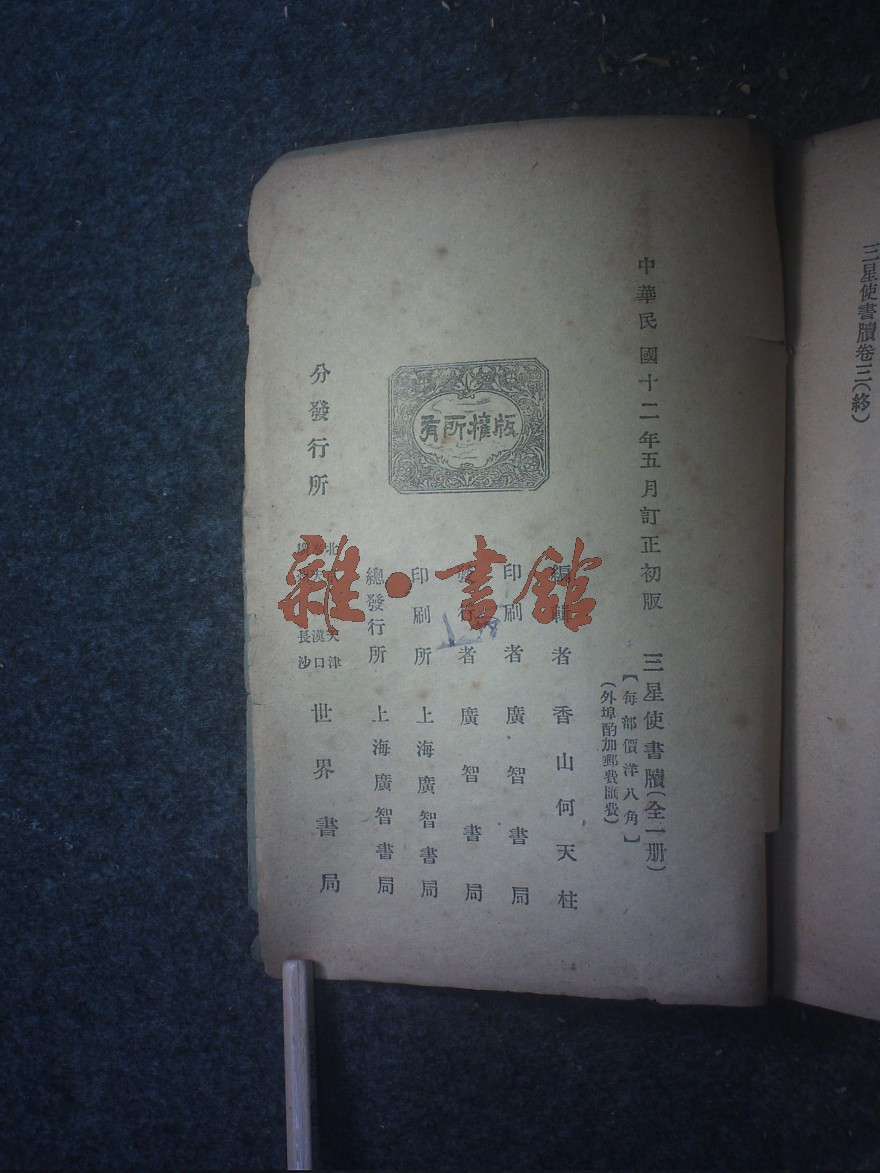 三星使書牘卷三(終)
中華民國十二年五月訂正初版
三星使書牘(全一册)
【每部價洋八角】
(外埠酌加郵費匯費)
編輯者 香山何天柱
印刷者 廣智書局
發行者 廣智書局
印刷所 上海廣智書局
總發行所 上海廣智書局
版權所有
分發行所
天津
漢口
長沙
世界書局
雜·書館